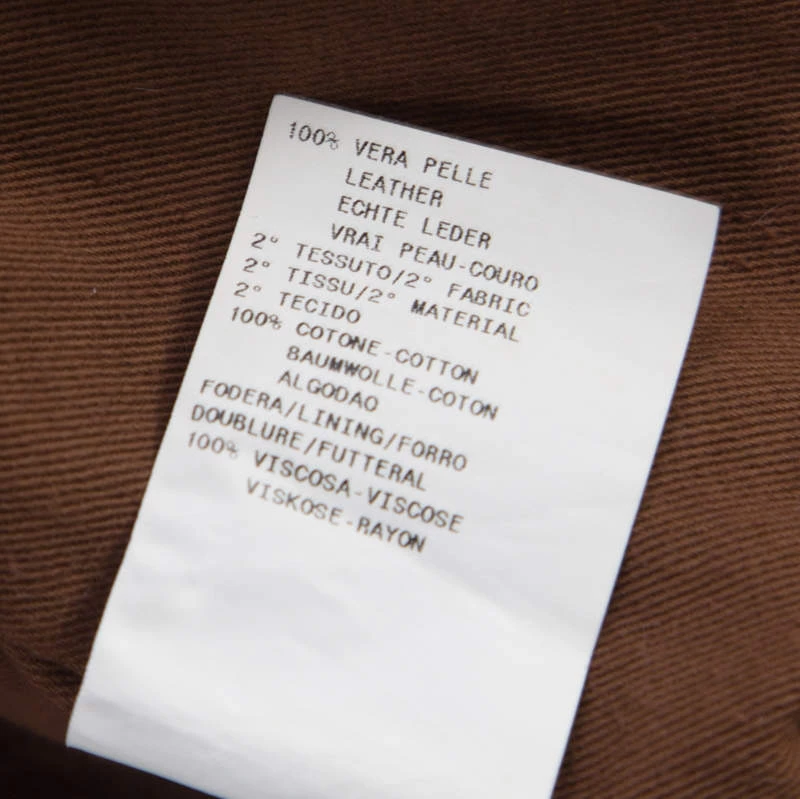 100% VERA PELLE
LEATHER
ECHTE LEDER
VRAI PEAU-COURO
2° TESSUTO/2° FABRIC
2° TISSU/2° MATERIAL
2° TECIDO
100% COTONE-COTTON
BAUMWOLLE-COTON
ALGODAO
FODERA/LINING/FORRO
DOUBLURE/FUTTERAL
100% VISCOSA-VISCOSE
VISKOSE-RAYON